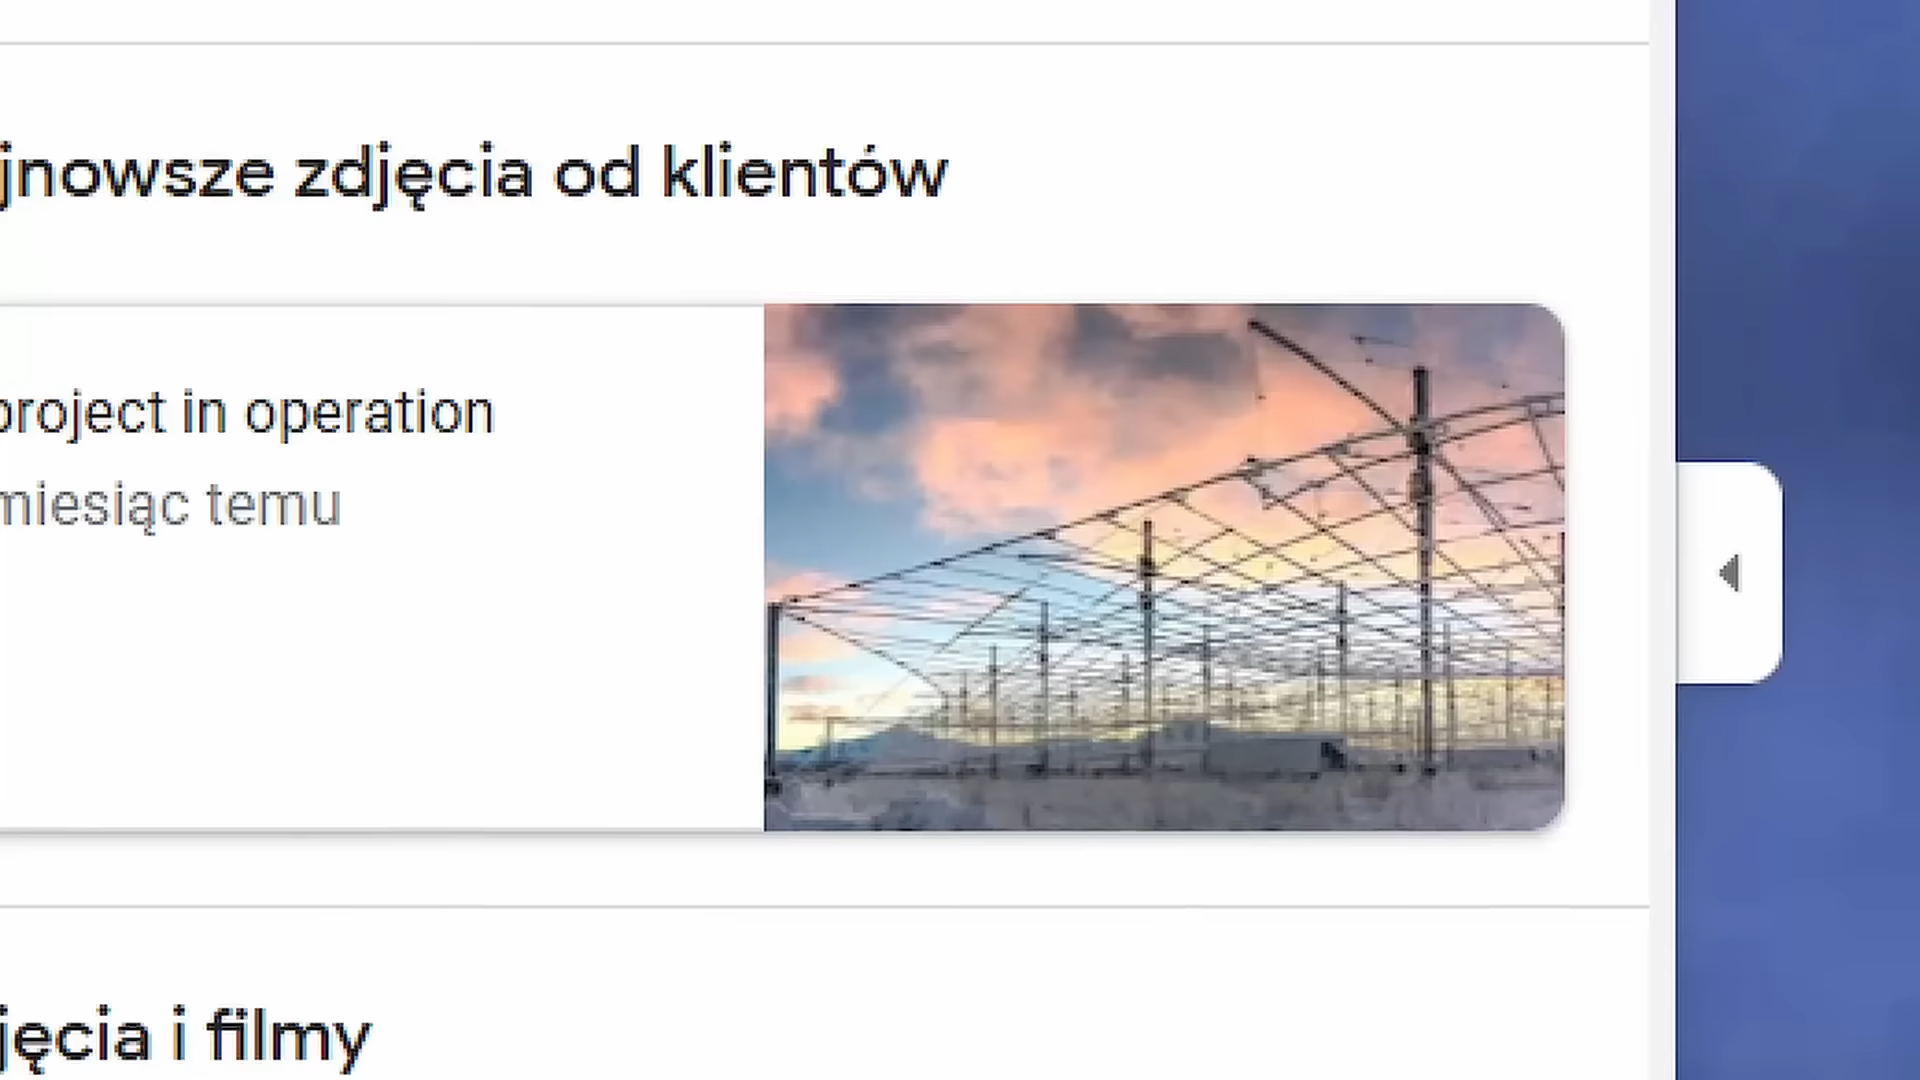 jnowsze zdjęcia od klientów
project in operation
miesiąc temu
jęcia i filmy